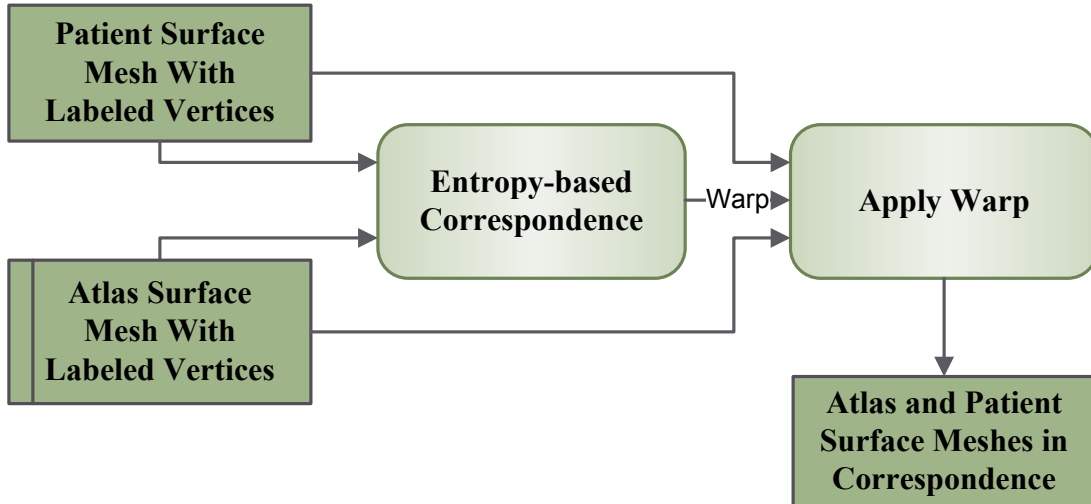 Patient Surface
Mesh With
Labeled Vertices
Entropy-based
Correspondence
Warp
Apply Warp
Atlas Surface
Mesh With
Labeled Vertices
Atlas and Patient
Surface Meshes in
Correspondence